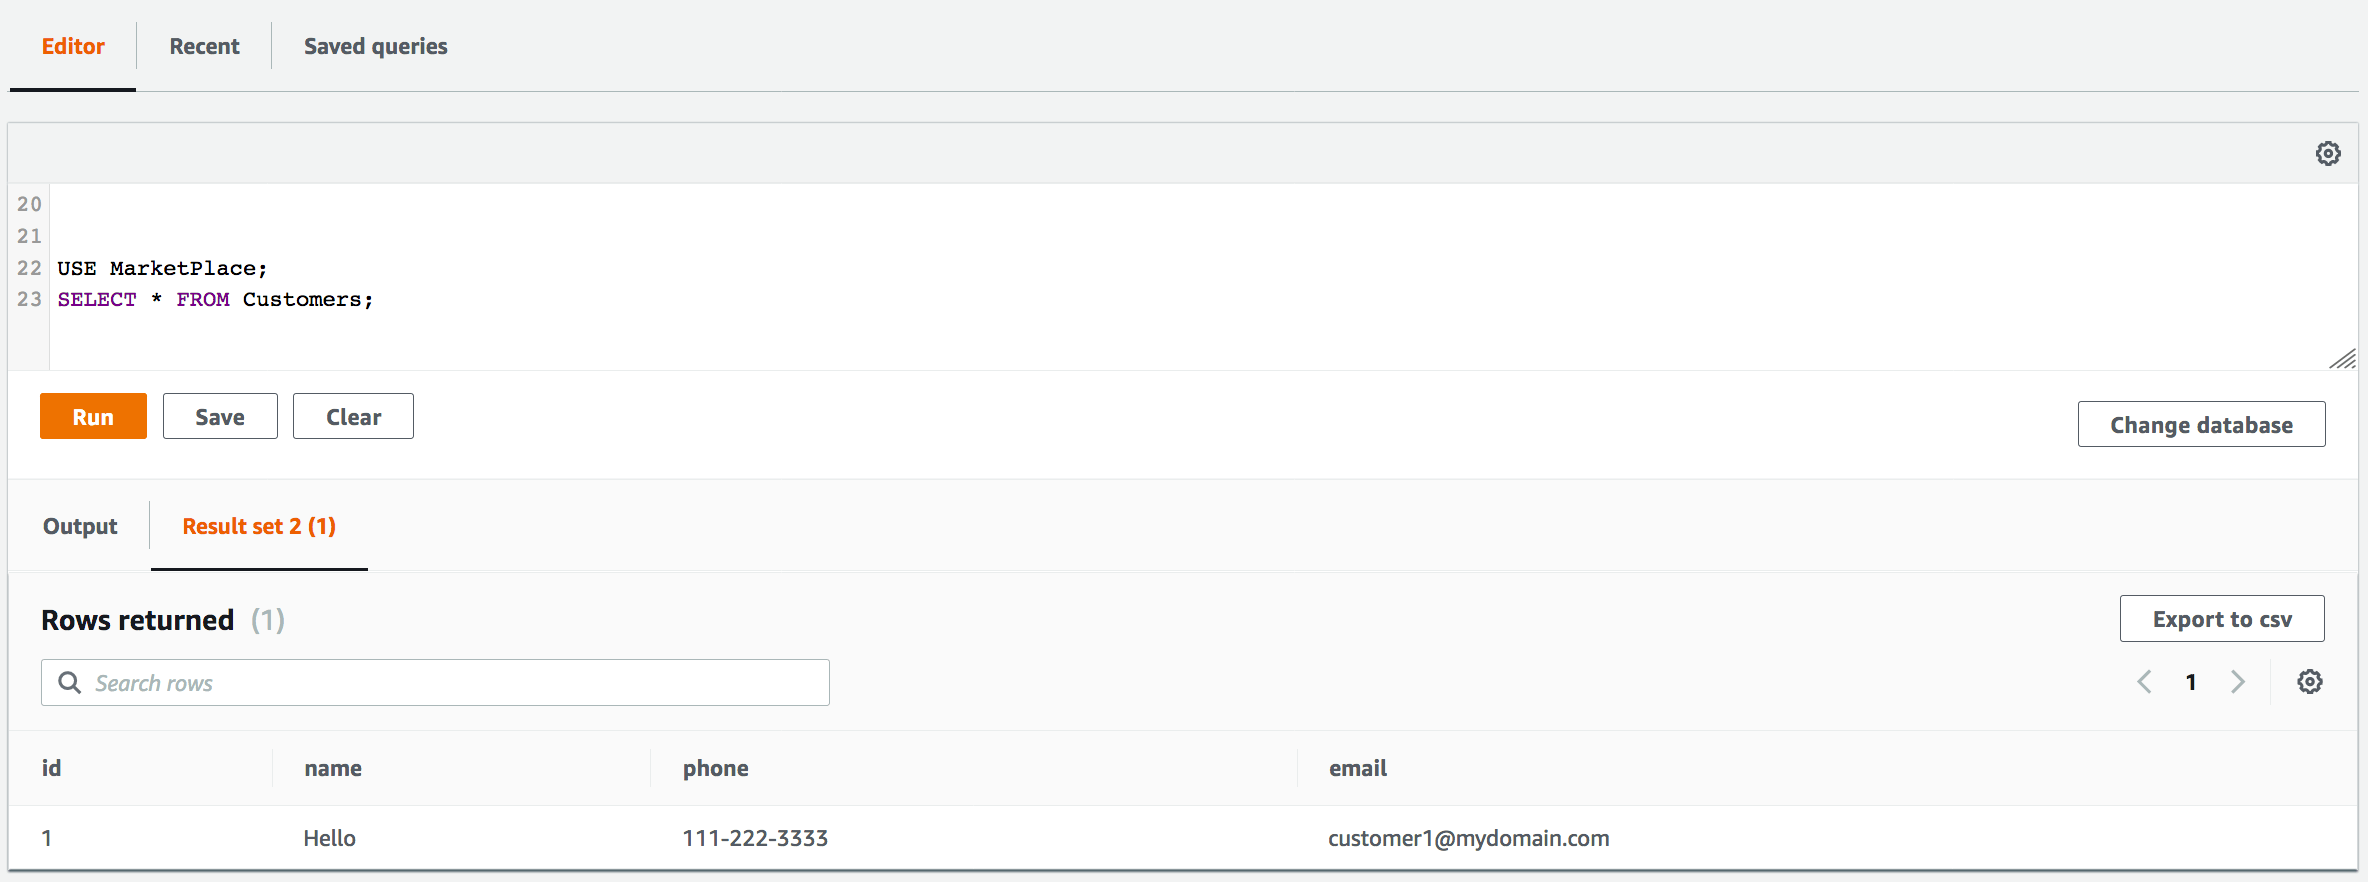 Editor Recent Saved queries
20
21
22 USE MarketPlace;
23 SELECT * FROM Customers;
Run Save Clear Change database
Output Result set 2 (1)
Rows returned (1) Export to csv
Search rows 1
id name phone email
1 Hello 111-222-3333 customer1@mydomain.com